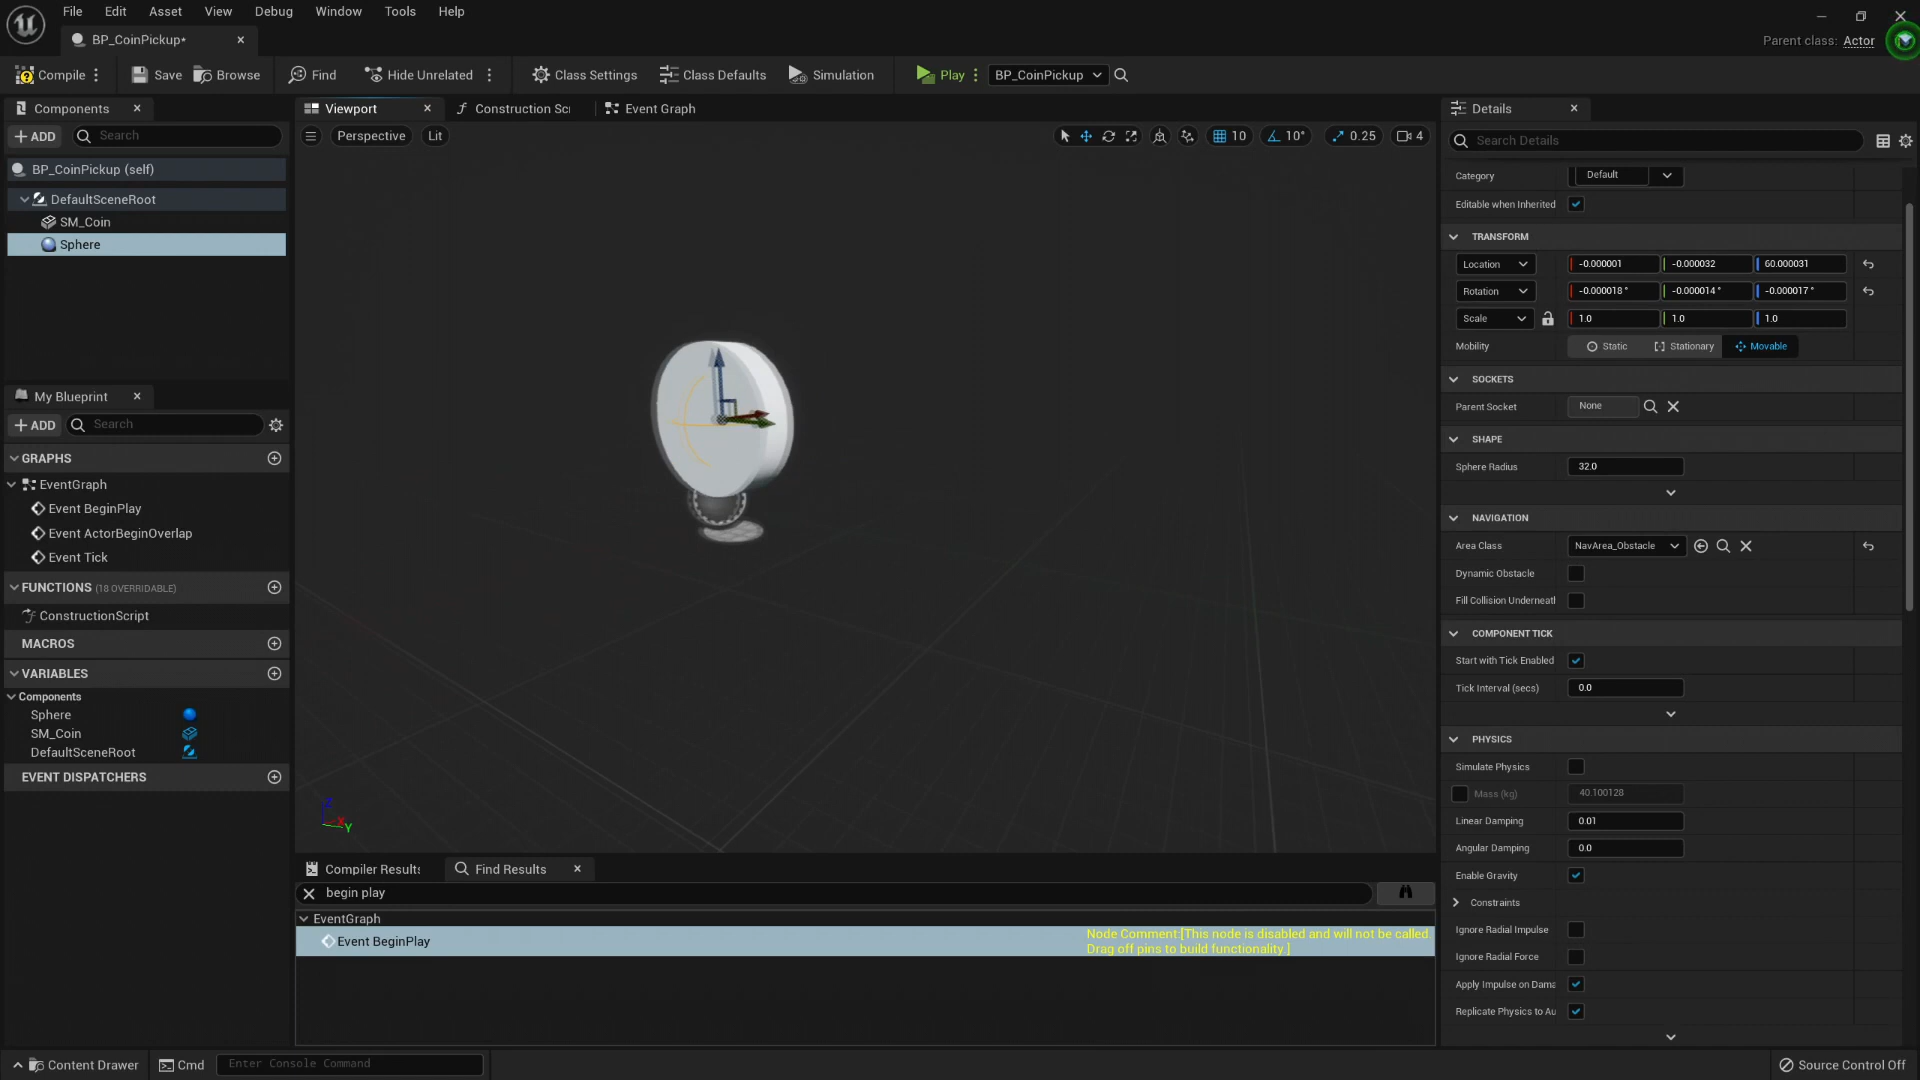 File Edit Asset View Debug Window Tools Help
BP_CoinPickup*
Parent class: Actor
Compile Save Browse Find Hide Unrelated Class Settings Class Defaults Simulation Play BP_CoinPickup
Components
ADD Search
BP_CoinPickup (self)
DefaultSceneRoot
SM_Coin
Sphere
My Blueprint
ADD Search
GRAPHS
EventGraph
Event BeginPlay
Event ActorBeginOverlap
Event Tick
FUNCTIONS (18 OVERRIDABLE)
ConstructionScript
MACROS
VARIABLES
Components
Sphere
SM_Coin
DefaultSceneRoot
EVENT DISPATCHERS
Viewport Construction Scr Event Graph
Perspective Lit 10 10° 0.25 4
Z X Y
Compiler Results Find Results
begin play
EventGraph
Event BeginPlay
Node Comment:[This node is disabled and will not be called.
Drag off pins to build functionality.]
Details
Search Details
Category Default
Editable when Inherited
TRANSFORM
Location -0.000001 -0.000032 60.000031
Rotation -0.000018 ° -0.000014 ° -0.000017 °
Scale 1.0 1.0 1.0
Mobility Static Stationary Movable
SOCKETS
Parent Socket None
SHAPE
Sphere Radius 32.0
NAVIGATION
Area Class NavArea_Obstacle
Dynamic Obstacle
Fill Collision Underneath
COMPONENT TICK
Start with Tick Enabled
Tick Interval (secs) 0.0
PHYSICS
Simulate Physics
Mass (kg) 40.100128
Linear Damping 0.01
Angular Damping 0.0
Enable Gravity
Constraints
Ignore Radial Impulse
Ignore Radial Force
Apply Impulse on Dama
Replicate Physics to Au
Content Drawer Cmd Enter Console Command Source Control Off